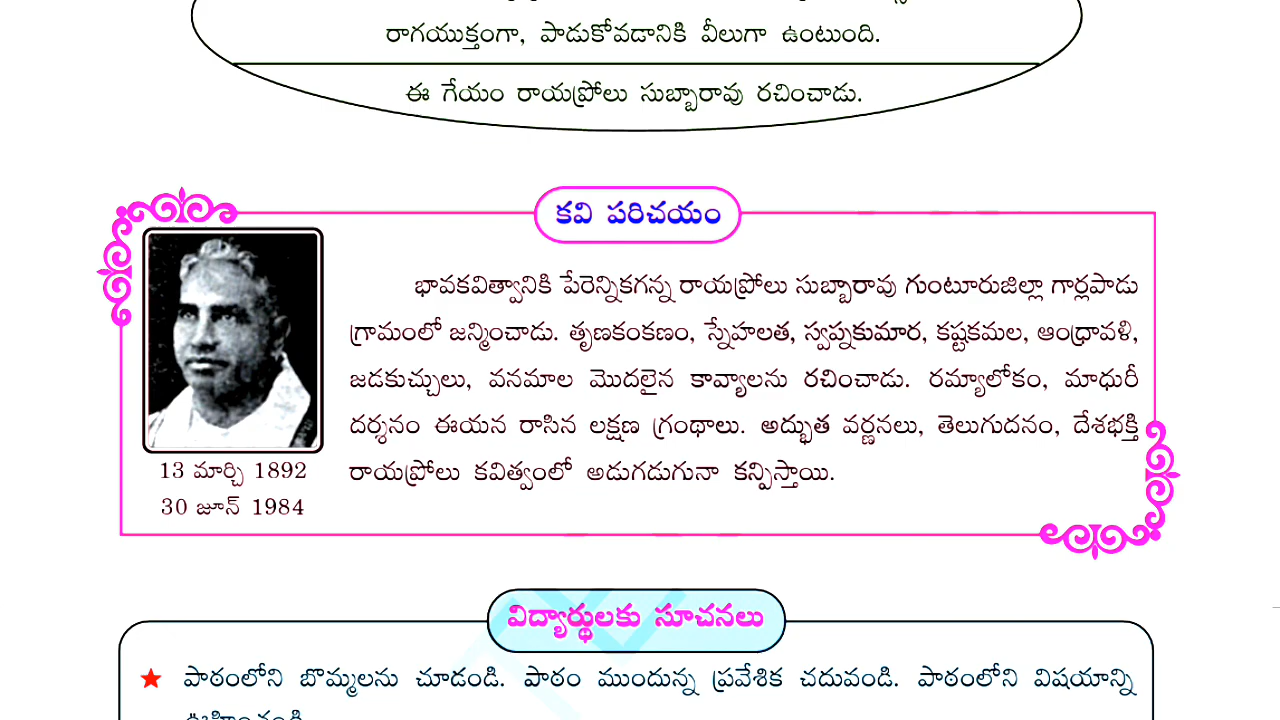 రాగయుక్తంగా, పాడుకోవడానికి వీలుగా ఉంటుంది.
ఈ గేయం రాయప్రోలు సుబ్బారావు రచించాడు.
కవి పరిచయం
భావకవిత్వానికి పేరెన్నికగన్న రాయప్రోలు సుబ్బారావు గుంటూరుజిల్లా గార్లపాడు
గ్రామంలో జన్మించాడు. తృణకంకణం, స్నేహలత, స్వప్నకుమార, కష్టకమల, ఆంధ్రావళి,
జడకుచ్చులు, వనమాల మొదలైన కావ్యాలను రచించాడు. రమ్యాలోకం, మాధురీ
దర్శనం ఈయన రాసిన లక్షణ గ్రంథాలు. అద్భుత వర్ణనలు, తెలుగుదనం, దేశభక్తి
రాయప్రోలు కవిత్వంలో అడుగడుగునా కన్పిస్తాయి.
13 మార్చి 1892
30 జూన్ 1984
విద్యార్థులకు సూచనలు
పాఠంలోని బొమ్మలను చూడండి. పాఠం ముందున్న ప్రవేశిక చదువండి. పాఠంలోని విషయాన్ని